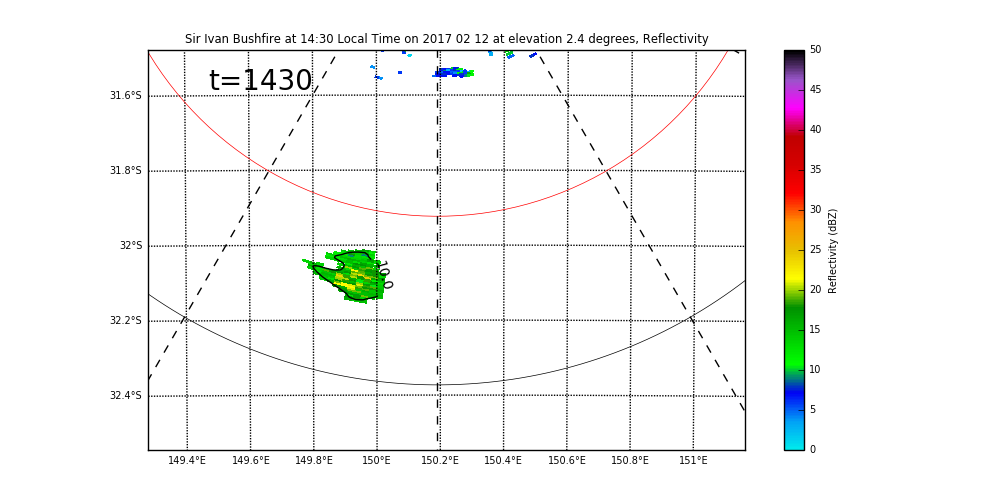 Sir Ivan Bushfire at 14:30 Local Time on 2017 02 12 at elevation 2.4 degrees, Reflectivity
t=1430
31.6°S
31.8°S
32°S
32.2°S
32.4°S
10.0
149.4°E 149.6°E 149.8°E 150°E 150.2°E 150.4°E 150.6°E 150.8°E 151°E
50
45
40
35
30
25
20
15
10
5
0
Reflectivity (dBZ)